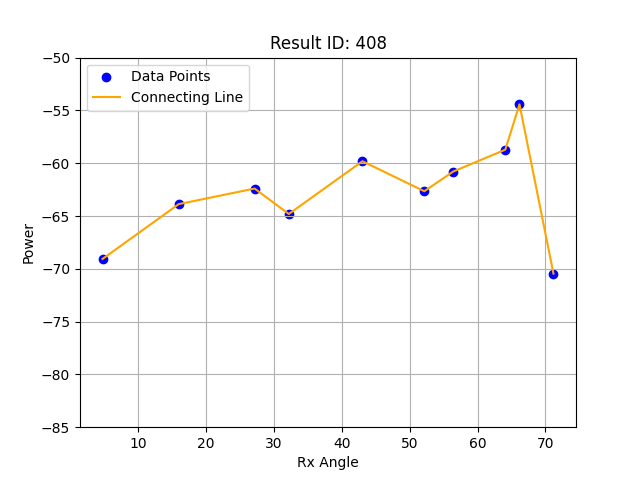 Result ID: 408
Data Points
Connecting Line
Power
−50
−55
−60
−65
−70
−75
−80
−85
10 20 30 40 50 60 70
Rx Angle